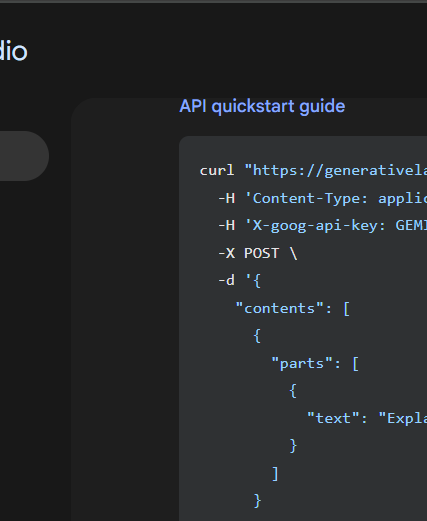 dio
API quickstart guide
curl "https://generativela
-H 'Content-Type: applic
-H 'X-goog-api-key: GEMI
-X POST \
-d '{
"contents": [
{
"parts": [
{
"text": "Expla
}
]
}